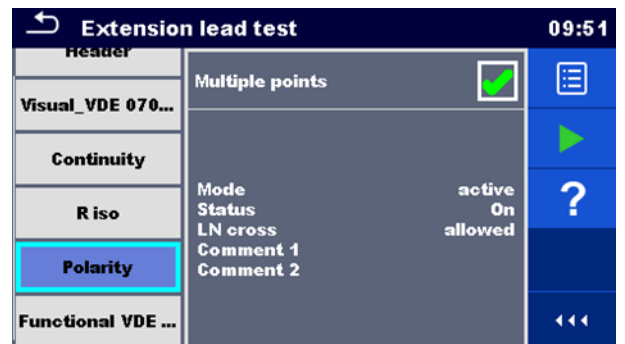 Extension lead test 09:51
Header
Visual_VDE 070...
Continuity
R iso
Polarity
Functional VDE ...
Multiple points
Mode active
Status On
LN cross allowed
Comment 1
Comment 2
?